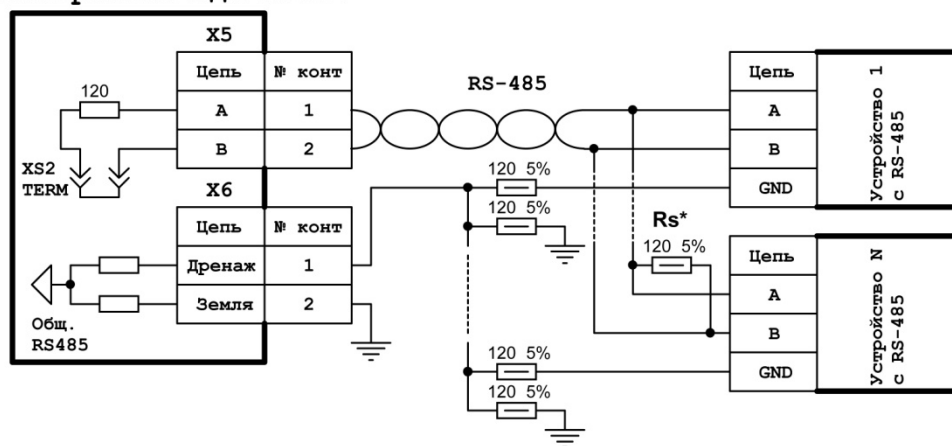 X5
Цепь № конт
A 1
B 2
120
XS2
TERM
X6
Цепь № конт
Дренаж 1
Земля 2
Общ.
RS485
RS-485
120 5%
120 5%
Rs*
120 5%
120 5%
120 5%
Цепь
A
B
GND
Устройство 1
с RS-485
Цепь
A
B
GND
Устройство N
с RS-485